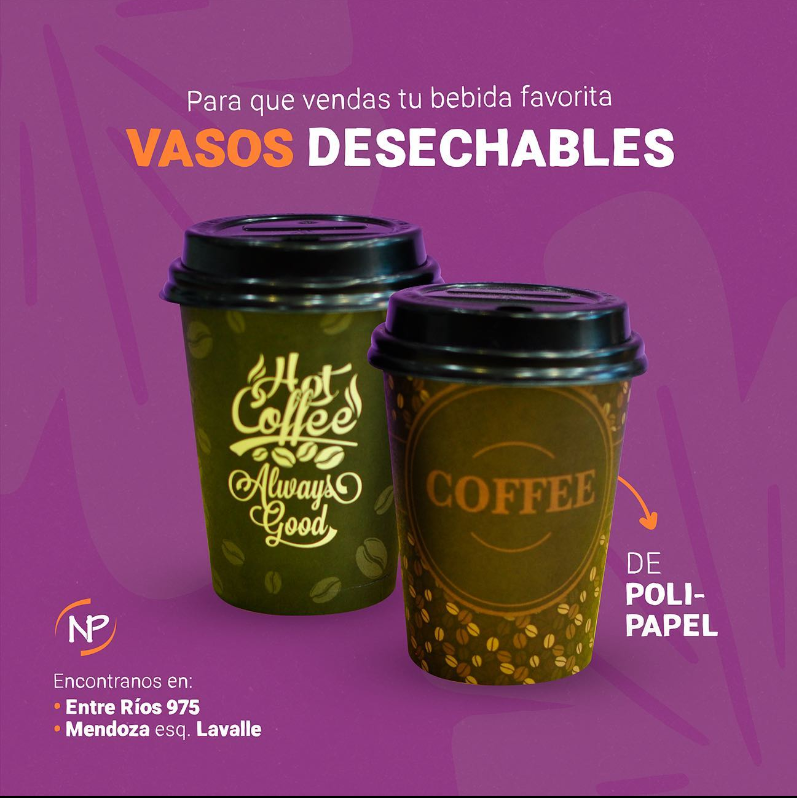 Para que vendas tu bebida favorita
VASOS DESECHABLES
Hot
Coffee
Always
Good
COFFEE
DE
POLI-
PAPEL
NP
Encontranos en:
• Entre Ríos 975
• Mendoza esq. Lavalle